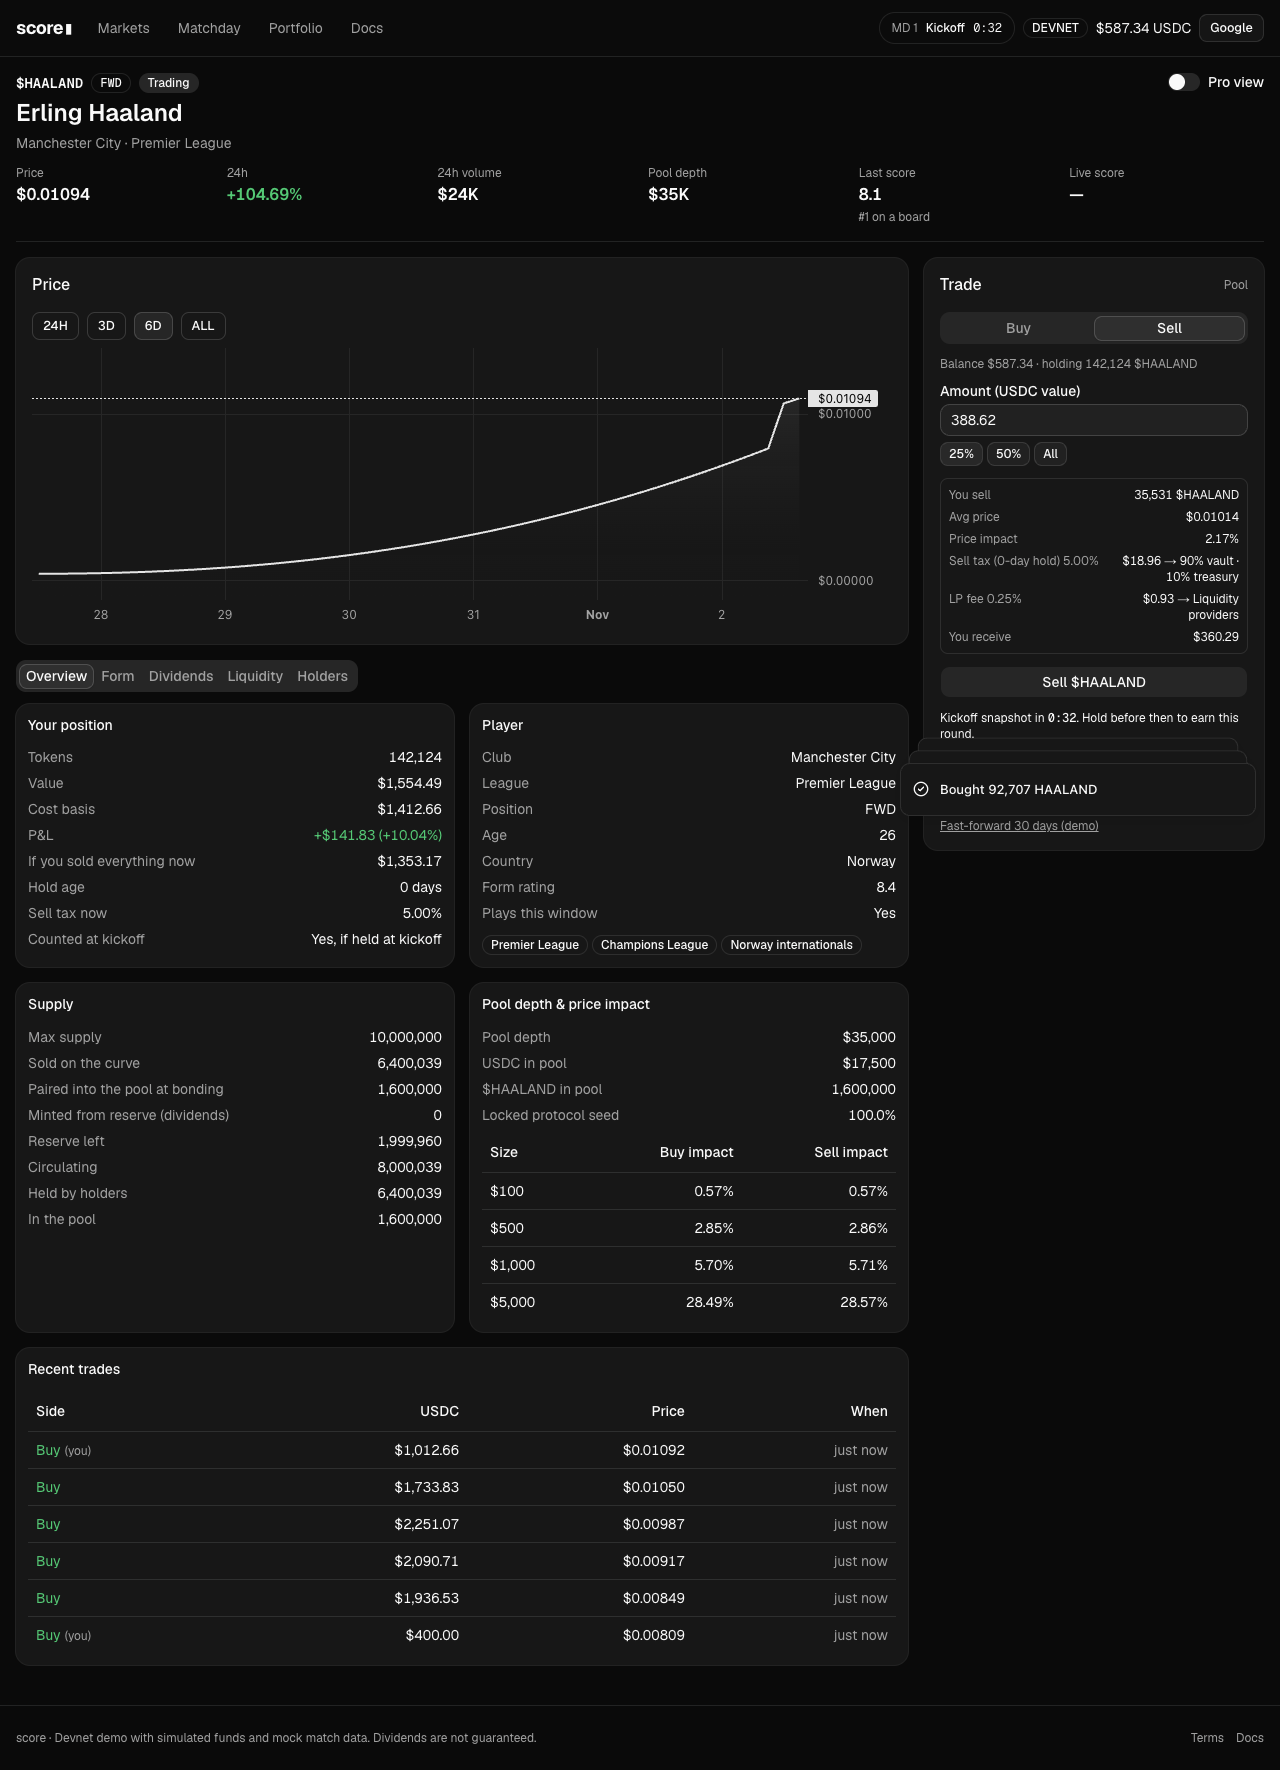 score
Markets
Matchday
Portfolio
Docs
MD 1 Kickoff 0:32
DEVNET
$587.34 USDC
Google
$HAALAND FWD Trading
Pro view
Erling Haaland
Manchester City · Premier League
Price
$0.01094
24h
+104.69%
24h volume
$24K
Pool depth
$35K
Last score
8.1
#1 on a board
Live score
—
Price
24H 3D 6D ALL
$0.01094
$0.01000
$0.00000
28 29 30 31 Nov 2
Trade
Pool
Buy Sell
Balance $587.34 · holding 142,124 $HAALAND
Amount (USDC value)
388.62
25% 50% All
You sell 35,531 $HAALAND
Avg price $0.01014
Price impact 2.17%
Sell tax (0-day hold) 5.00% $18.96 → 90% vault ·
10% treasury
LP fee 0.25% $0.93 → Liquidity
providers
You receive $360.29
Sell $HAALAND
Kickoff snapshot in 0:32. Hold before then to earn this
round.
Bought 92,707 HAALAND
Fast-forward 30 days (demo)
Overview Form Dividends Liquidity Holders
Your position
Tokens 142,124
Value $1,554.49
Cost basis $1,412.66
P&L +$141.83 (+10.04%)
If you sold everything now $1,353.17
Hold age 0 days
Sell tax now 5.00%
Counted at kickoff Yes, if held at kickoff
Player
Club Manchester City
League Premier League
Position FWD
Age 26
Country Norway
Form rating 8.4
Plays this window Yes
Premier League Champions League Norway internationals
Supply
Max supply 10,000,000
Sold on the curve 6,400,039
Paired into the pool at bonding 1,600,000
Minted from reserve (dividends) 0
Reserve left 1,999,960
Circulating 8,000,039
Held by holders 6,400,039
In the pool 1,600,000
Pool depth & price impact
Pool depth $35,000
USDC in pool $17,500
$HAALAND in pool 1,600,000
Locked protocol seed 100.0%
Size Buy impact Sell impact
$100 0.57% 0.57%
$500 2.85% 2.86%
$1,000 5.70% 5.71%
$5,000 28.49% 28.57%
Recent trades
Side USDC Price When
Buy (you) $1,012.66 $0.01092 just now
Buy $1,733.83 $0.01050 just now
Buy $2,251.07 $0.00987 just now
Buy $2,090.71 $0.00917 just now
Buy $1,936.53 $0.00849 just now
Buy (you) $400.00 $0.00809 just now
score · Devnet demo with simulated funds and mock match data. Dividends are not guaranteed.
Terms Docs